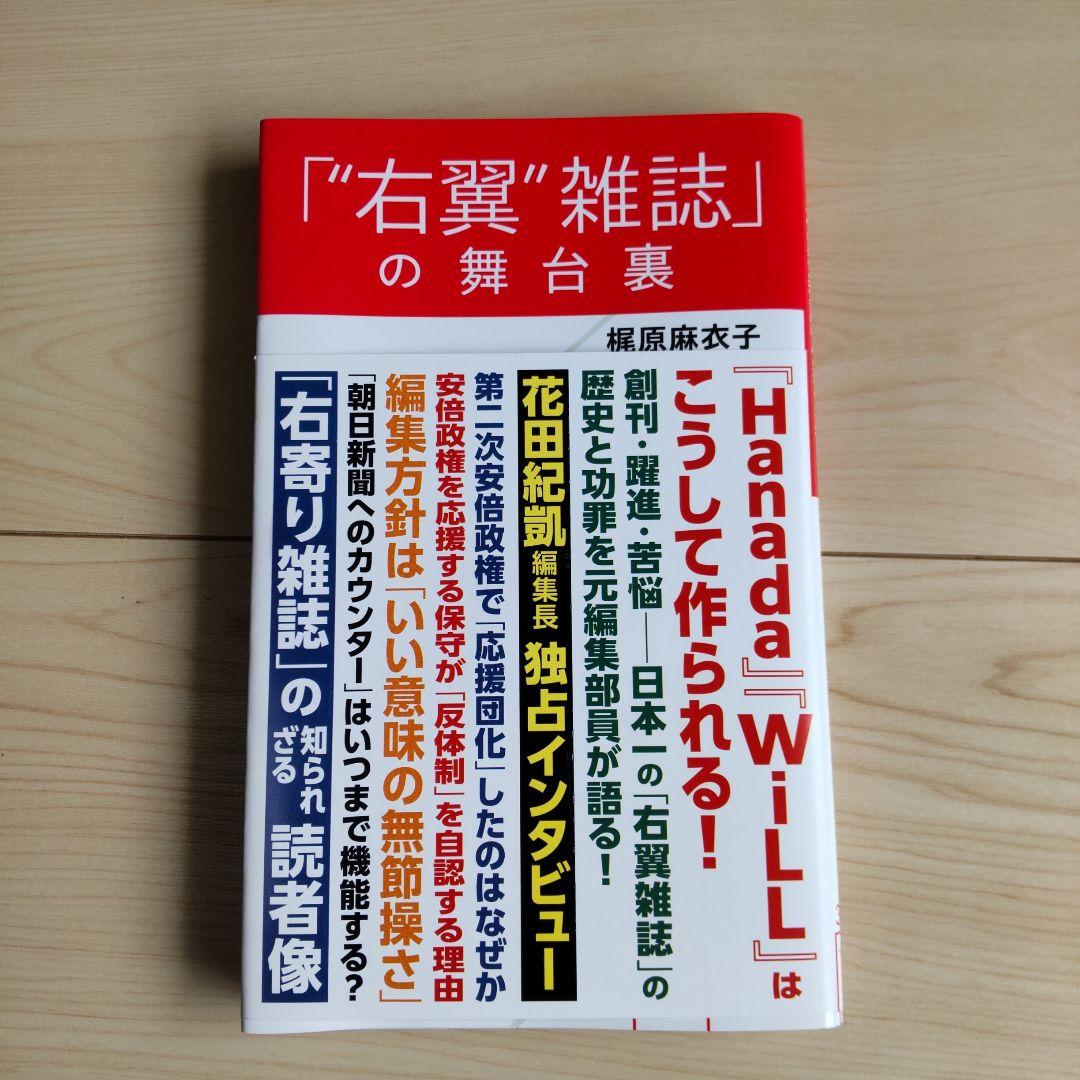 「“右翼”雑誌」
の舞台裏
梶原麻衣子
『Hanada』『WiLL』は
こうして作られる！
創刊・躍進・苦悩――日本一の「右翼雑誌」の
歴史と功罪を元編集部員が語る！
花田紀凱 編集長 独占インタビュー
第二次安倍政権で「応援団化」したのはなぜか
安倍政権を応援する保守が「反体制」を自認する理由
編集方針は「いい意味の無節操さ」
「朝日新聞へのカウンター」はいつまで機能する？
「右寄り雑誌」の知られざる読者像